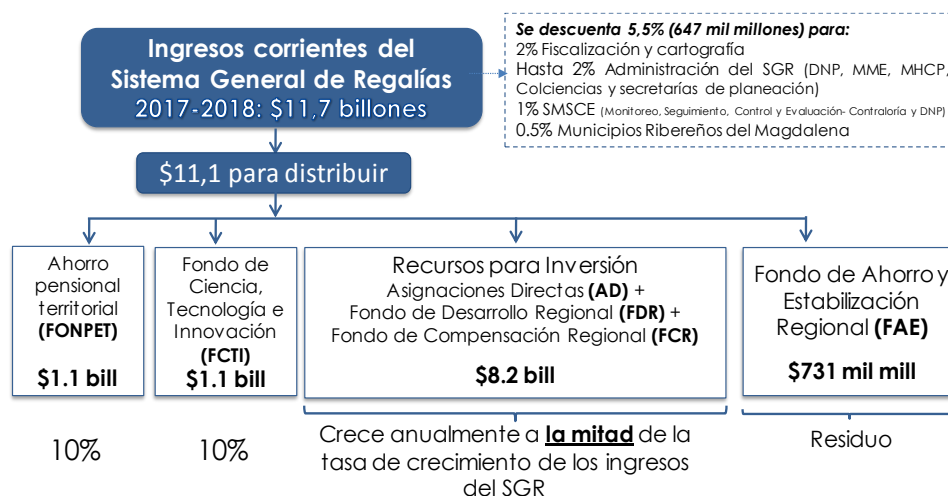 Ingresos corrientes del
Sistema General de Regalías
2017-2018: $11,7 billones
Se descuenta 5,5% (647 mil millones) para:
2% Fiscalización y cartografía
Hasta 2% Administración del SGR (DNP, MME, MHCP,
Colciencias y secretarías de planeación)
1% SMSCE (Monitoreo, Seguimiento, Control y Evaluación- Contraloría y DNP)
0.5% Municipios Ribereños del Magdalena
$11,1 para distribuir
Ahorro
pensional
territorial
(FONPET)
$1.1 bill
Fondo de
Ciencia,
Tecnología e
Innovación
(FCTI)
$1.1 bill
Recursos para Inversión
Asignaciones Directas (AD) +
Fondo de Desarrollo Regional (FDR) +
Fondo de Compensación Regional (FCR)
$8.2 bill
Fondo de Ahorro y
Estabilización
Regional (FAE)
$731 mil mill
10%
10%
Crece anualmente a la mitad de la
tasa de crecimiento de los ingresos
del SGR
Residuo